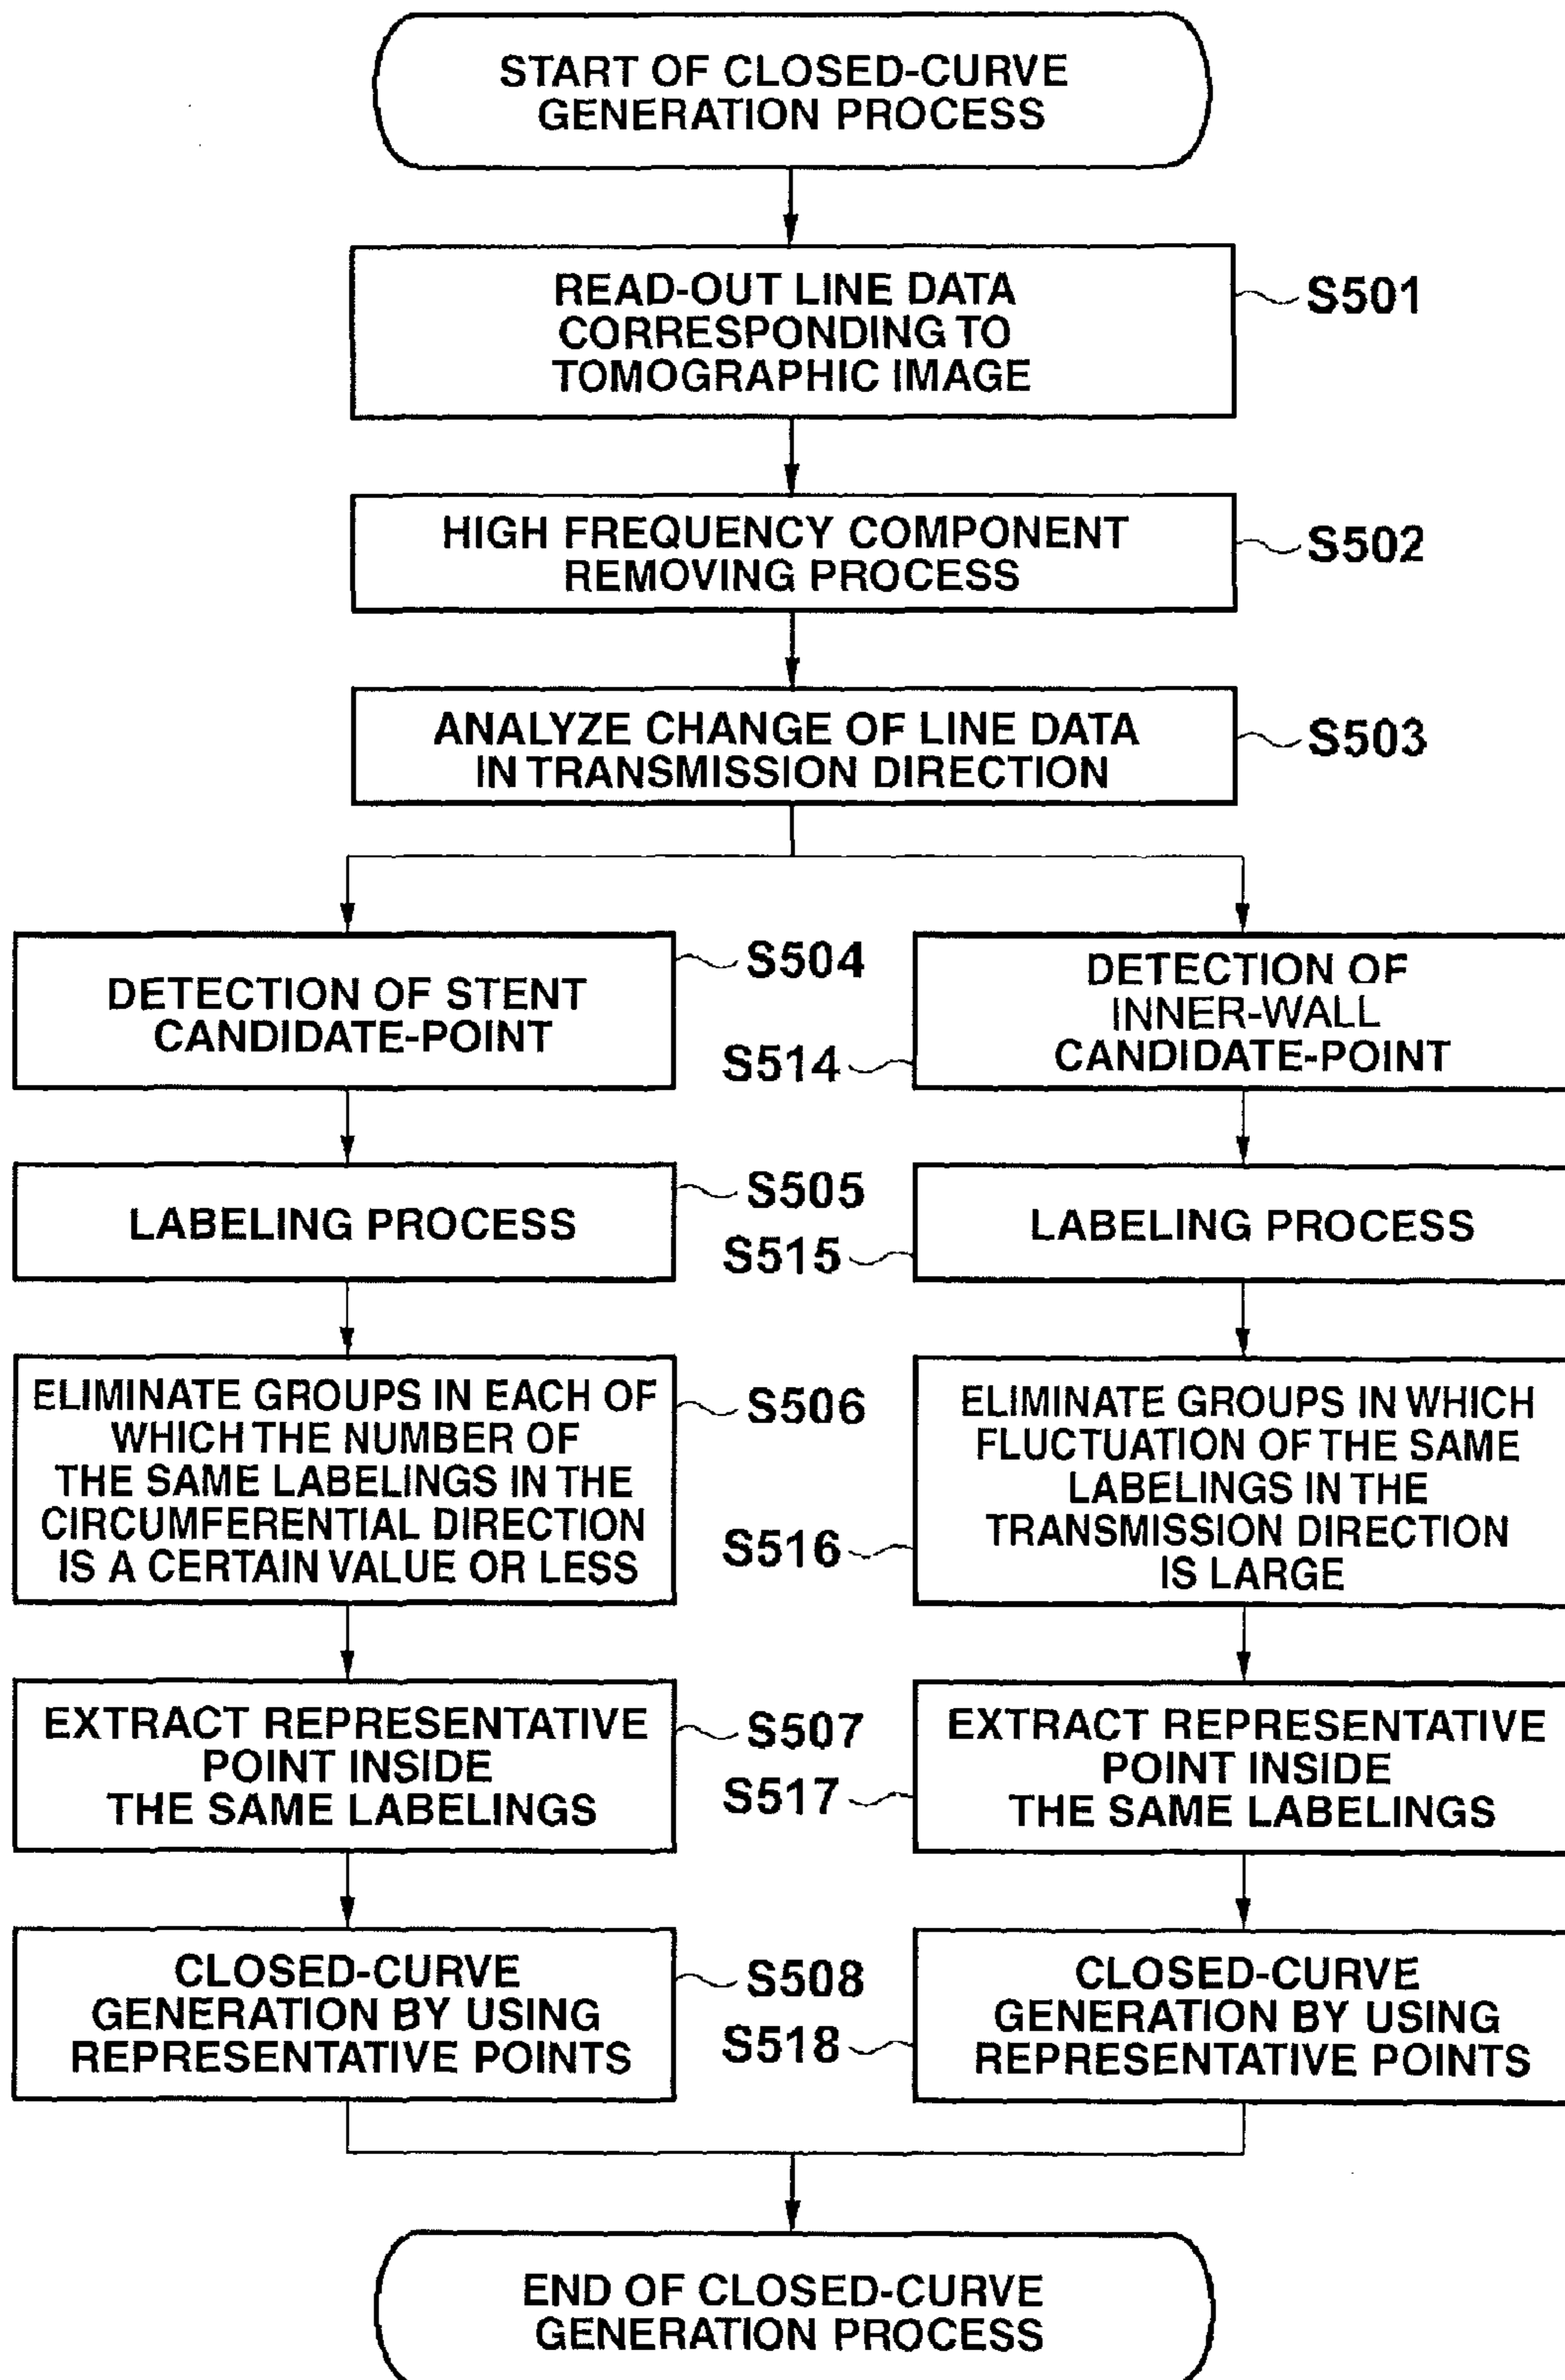 START OF CLOSED-CURVE
GENERATION PROCESS
READ-OUT LINE DATA
CORRESPONDING TO
TOMOGRAPHIC IMAGE
S501
HIGH FREQUENCY COMPONENT
REMOVING PROCESS
S502
ANALYZE CHANGE OF LINE DATA
IN TRANSMISSION DIRECTION
S503
DETECTION OF STENT
CANDIDATE-POINT
S504
DETECTION OF
INNER-WALL
CANDIDATE-POINT
S514
LABELING PROCESS
S505
LABELING PROCESS
S515
ELIMINATE GROUPS IN EACH OF
WHICH THE NUMBER OF
THE SAME LABELINGS IN THE
CIRCUMFERENTIAL DIRECTION
IS A CERTAIN VALUE OR LESS
S506
ELIMINATE GROUPS IN WHICH
FLUCTUATION OF THE SAME
LABELINGS IN THE
TRANSMISSION DIRECTION
IS LARGE
S516
EXTRACT REPRESENTATIVE
POINT INSIDE
THE SAME LABELINGS
S507
EXTRACT REPRESENTATIVE
POINT INSIDE
THE SAME LABELINGS
S517
CLOSED-CURVE
GENERATION BY USING
REPRESENTATIVE POINTS
S508
CLOSED-CURVE
GENERATION BY USING
REPRESENTATIVE POINTS
S518
END OF CLOSED-CURVE
GENERATION PROCESS